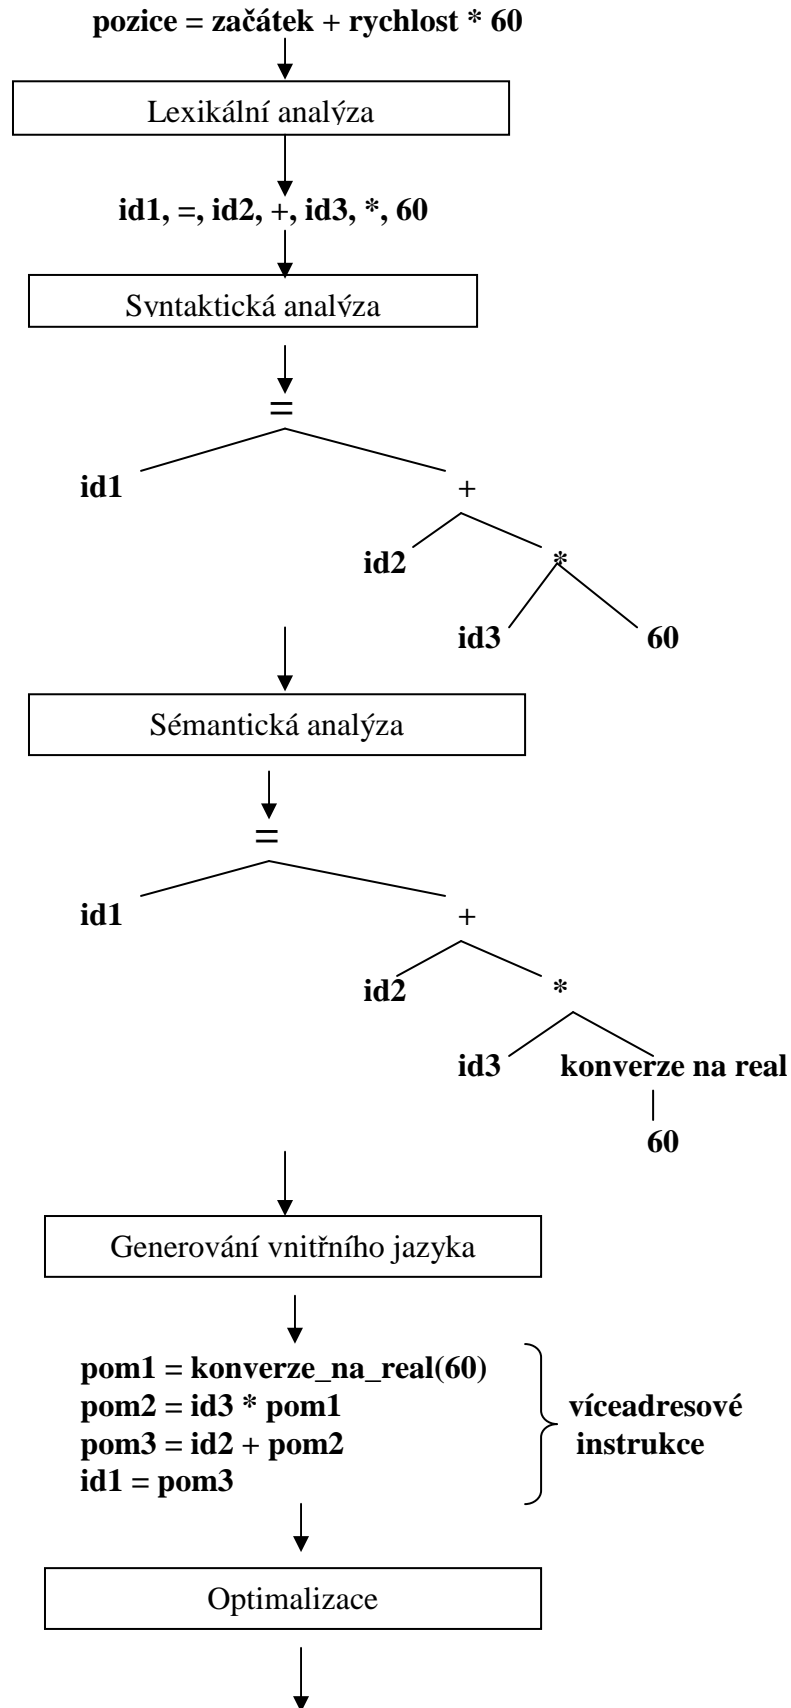 pozice = začátek + rychlost * 60
Lexikální analýza
id1, =, id2, +, id3, *, 60
Syntaktická analýza
=
id1
+
id2
*
id3 60
Sémantická analýza
=
id1
+
id2 *
id3 konverze na real
60
Generování vnitřního jazyka
pom1 = konverze_na_real(60)
pom2 = id3 * pom1
pom3 = id2 + pom2
id1 = pom3
víceadresové
instrukce
Optimalizace